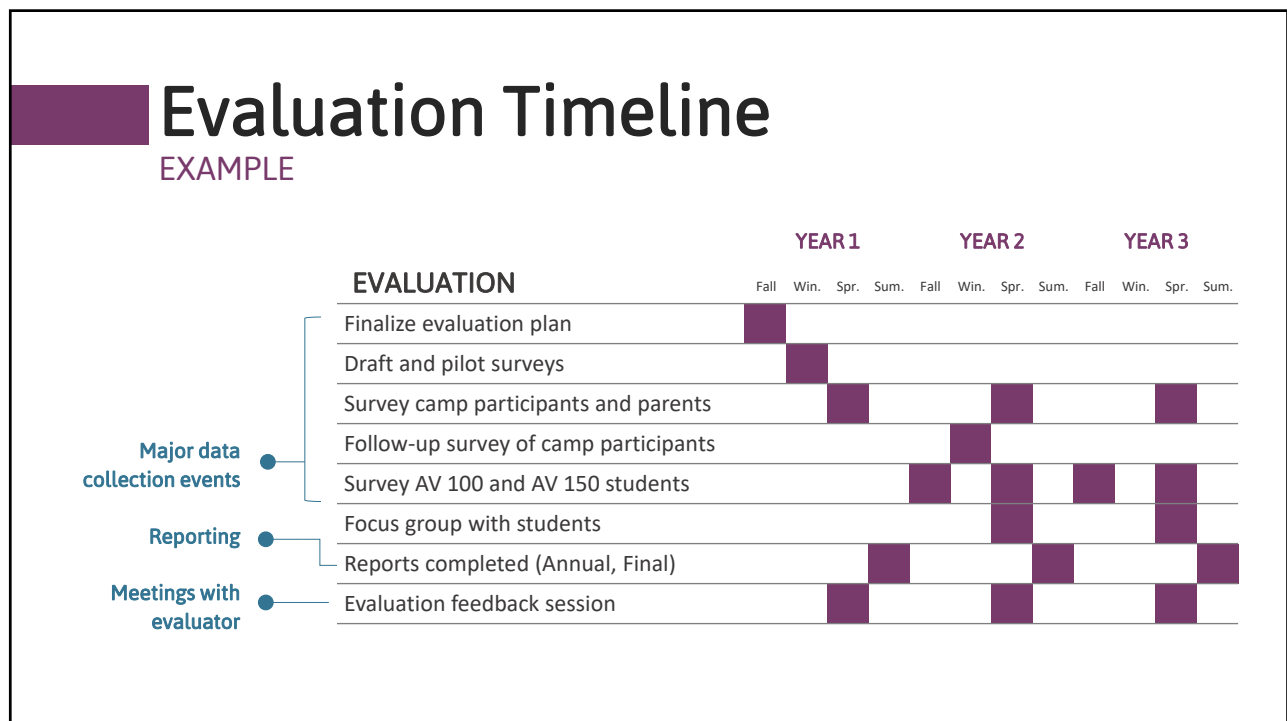 Evaluation Timeline
EXAMPLE
YEAR 1 YEAR 2 YEAR 3
EVALUATION Fall Win. Spr. Sum. Fall Win. Spr. Sum. Fall Win. Spr. Sum.
Finalize evaluation plan
Draft and pilot surveys
Survey camp participants and parents
Follow-up survey of camp participants
Survey AV 100 and AV 150 students
Focus group with students
Reports completed (Annual, Final)
Evaluation feedback session
Major data
collection events
Reporting
Meetings with
evaluator